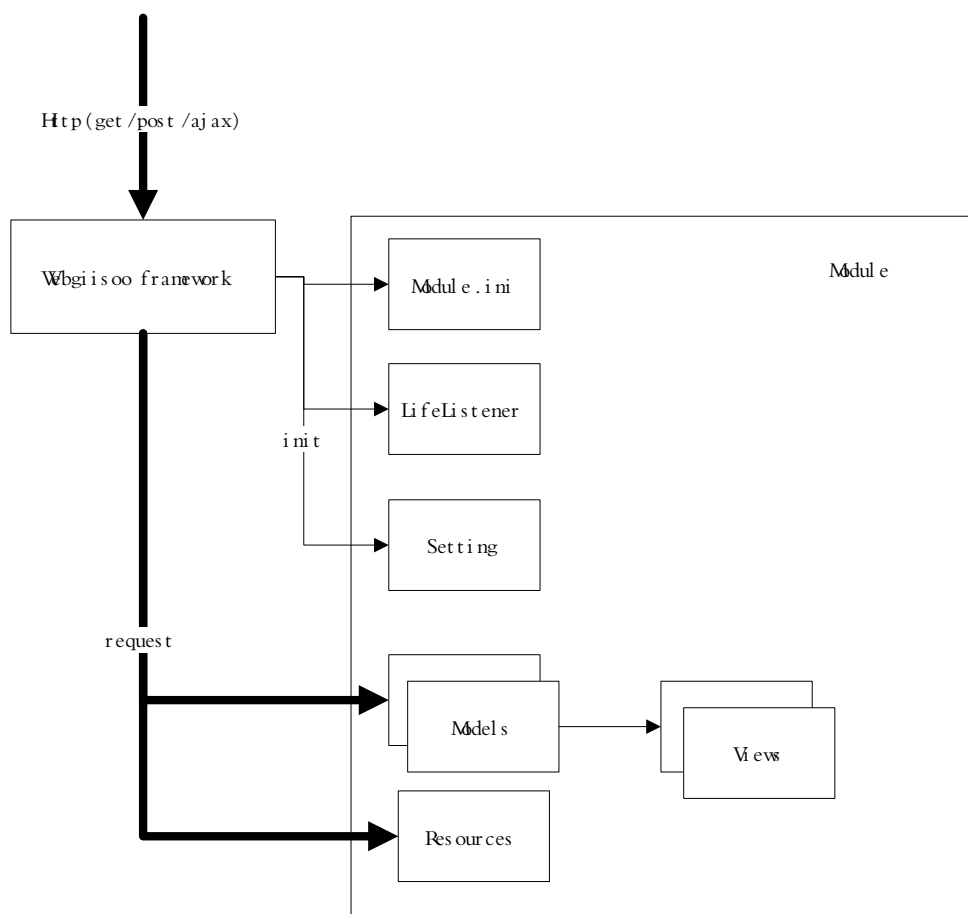 Http(get/post/ajax)
Webgiisoo framework
Module
Module.ini
LifeListener
init
Setting
request
Models
Views
Resources